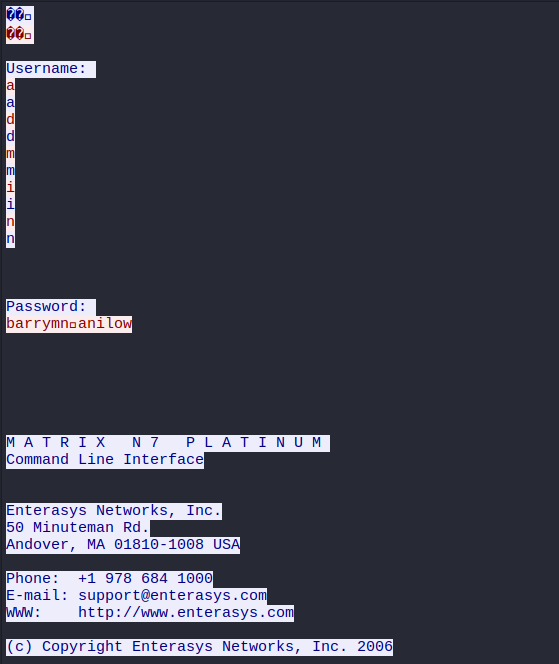 ��□
��□
Username:
a
a
d
d
m
m
i
i
n
n
Password:
barrymn□anilow
M A T R I X   N 7   P L A T I N U M
Command Line Interface
Enterasys Networks, Inc.
50 Minuteman Rd.
Andover, MA 01810-1008 USA
Phone:  +1 978 684 1000
E-mail: support@enterasys.com
WWW:    http://www.enterasys.com
(c) Copyright Enterasys Networks, Inc. 2006